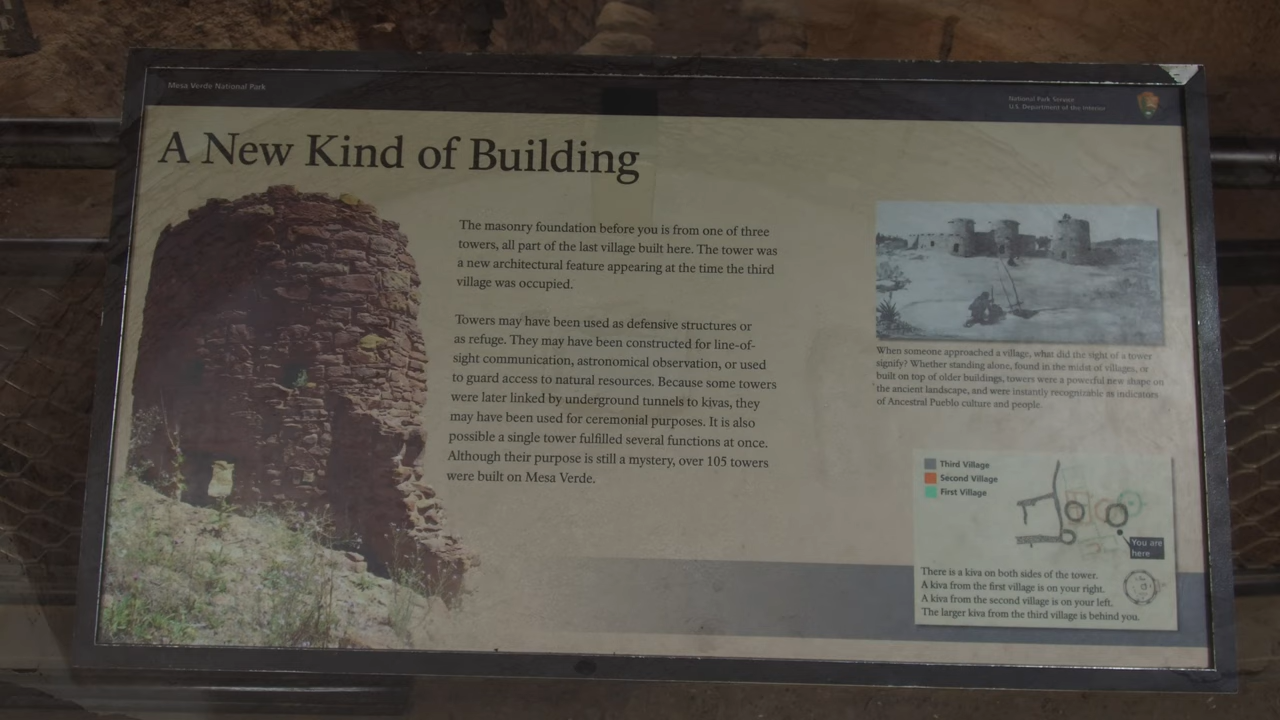 Mesa Verde National Park
National Park Service
U.S. Department of the Interior
A New Kind of Building
The masonry foundation before you is from one of three
towers, all part of the last village built here. The tower was
a new architectural feature appearing at the time the third
village was occupied.
Towers may have been used as defensive structures or
as refuge. They may have been constructed for line-of-
sight communication, astronomical observation, or used
to guard access to natural resources. Because some towers
were later linked by underground tunnels to kivas, they
may have been used for ceremonial purposes. It is also
possible a single tower fulfilled several functions at once.
Although their purpose is still a mystery, over 105 towers
were built on Mesa Verde.
When someone approached a village, what did the sight of a tower
signify? Whether standing alone, found in the midst of villages, or
built on top of older buildings, towers were a powerful new shape on
the ancient landscape, and were instantly recognizable as indicators
of Ancestral Pueblo culture and people.
Third Village
Second Village
First Village
You are
here
There is a kiva on both sides of the tower.
A kiva from the first village is on your right.
A kiva from the second village is on your left.
The larger kiva from the third village is behind you.